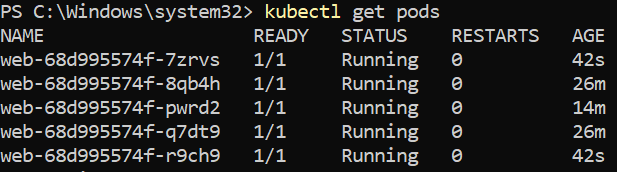 PS C:\Windows\system32> kubectl get pods
NAME READY STATUS RESTARTS AGE
web-68d995574f-7zrvs 1/1 Running 0 42s
web-68d995574f-8qb4h 1/1 Running 0 26m
web-68d995574f-pwrd2 1/1 Running 0 14m
web-68d995574f-q7dt9 1/1 Running 0 26m
web-68d995574f-r9ch9 1/1 Running 0 42s